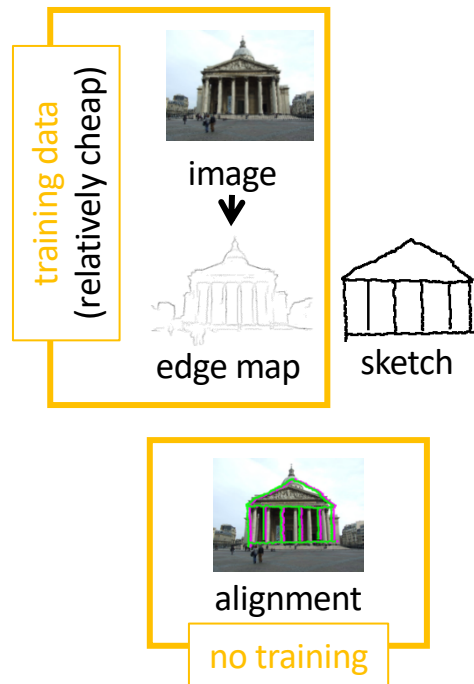 training data
(relatively cheap)
image
edge map
sketch
alignment
no training